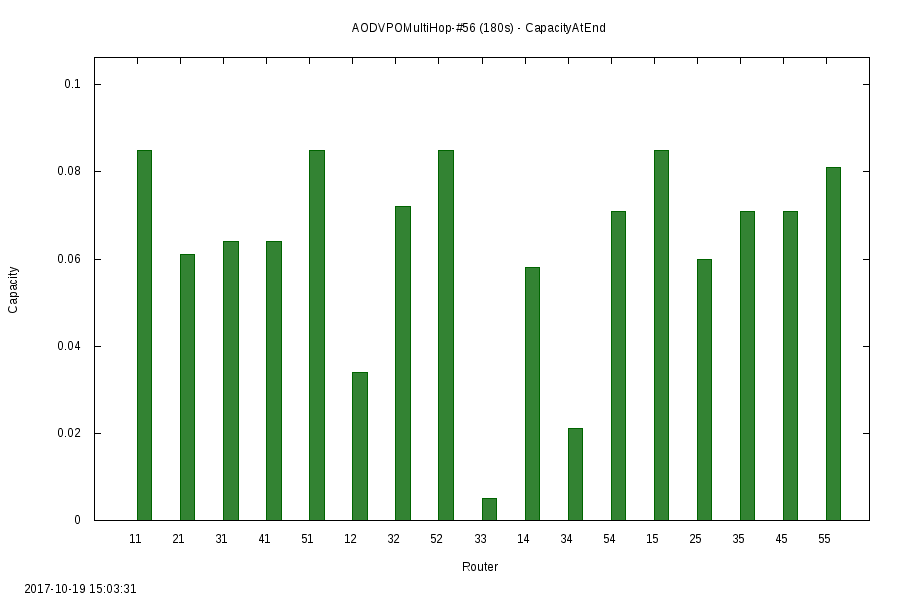 AODVPOMultiHop-#56 (180s) - CapacityAtEnd
0.1
0.08
0.06
0.04
0.02
0
Capacity
11 21 31 41 51 12 32 52 33 14 34 54 15 25 35 45 55
Router
2017-10-19 15:03:31